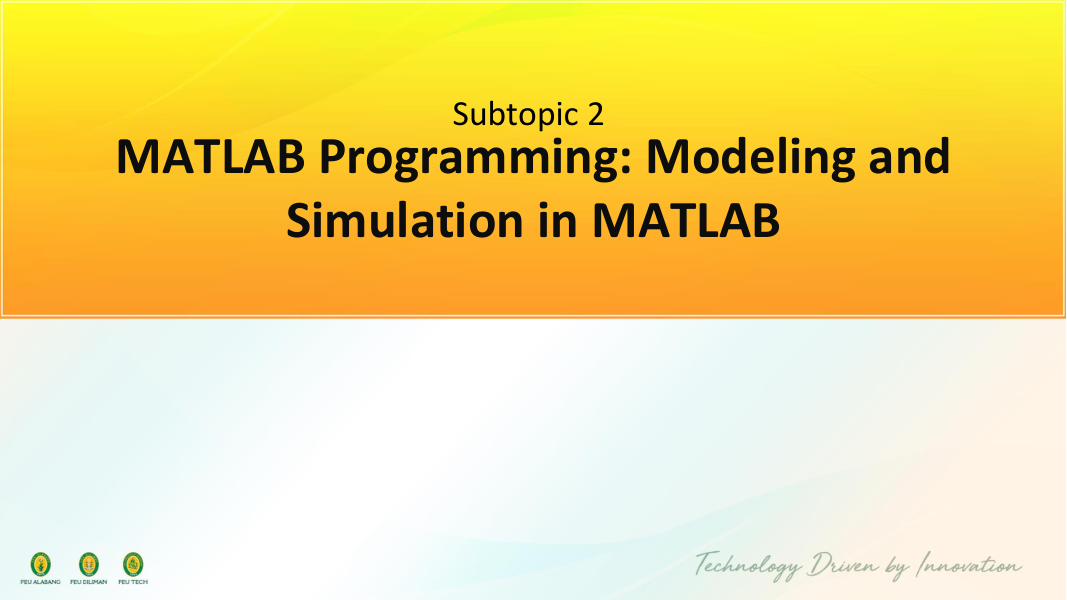 Subtopic 2
MATLAB Programming: Modeling and
Simulation in MATLAB
FEU ALABANG FEU DILIMAN FEU TECH
Technology Driven by Innovation